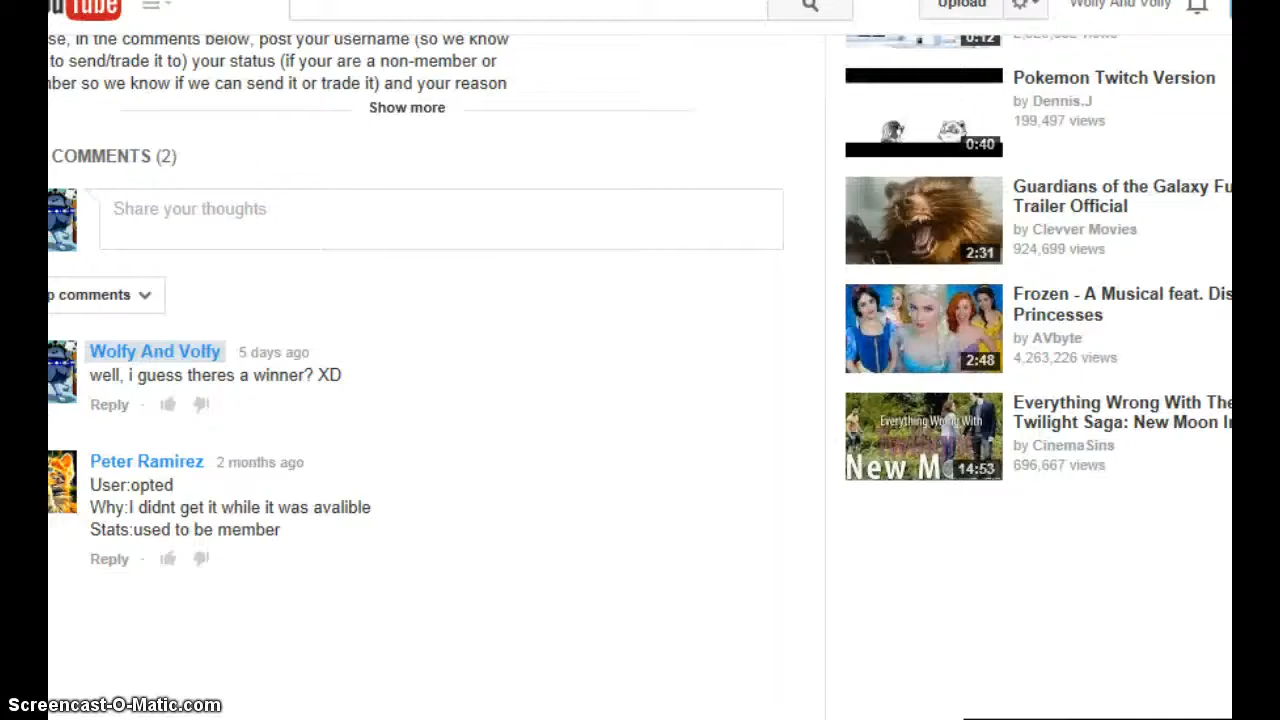 Tube
Upload
Wolfy And Volfy
se, in the comments below, post your username (so we know
to send/trade it to) your status (if your are a non-member or
ber so we know if we can send it or trade it) and your reason
Show more
COMMENTS (2)
Share your thoughts
p comments
Wolfy And Volfy 5 days ago
well, i guess theres a winner? XD
Reply
Peter Ramirez 2 months ago
User:opted
Why:I didnt get it while it was avalible
Stats:used to be member
Reply
0:12
Pokemon Twitch Version
by Dennis.J
199,497 views
0:40
Guardians of the Galaxy Fu
Trailer Official
by Clevver Movies
924,699 views
2:31
Frozen - A Musical feat. Dis
Princesses
by AVbyte
4,263,226 views
2:48
Everything Wrong With The
Twilight Saga: New Moon In
by CinemaSins
696,667 views
Everything Wrong With
New M
14:53
Screencast-O-Matic.com